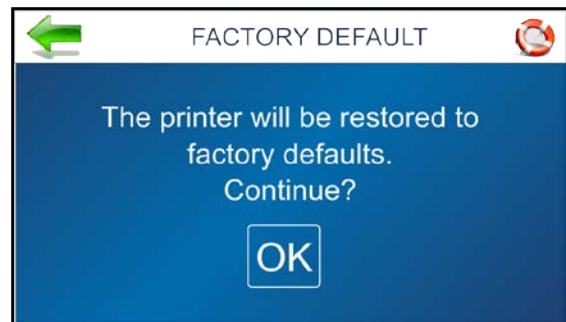 FACTORY DEFAULT
The printer will be restored to
factory defaults.
Continue?
OK